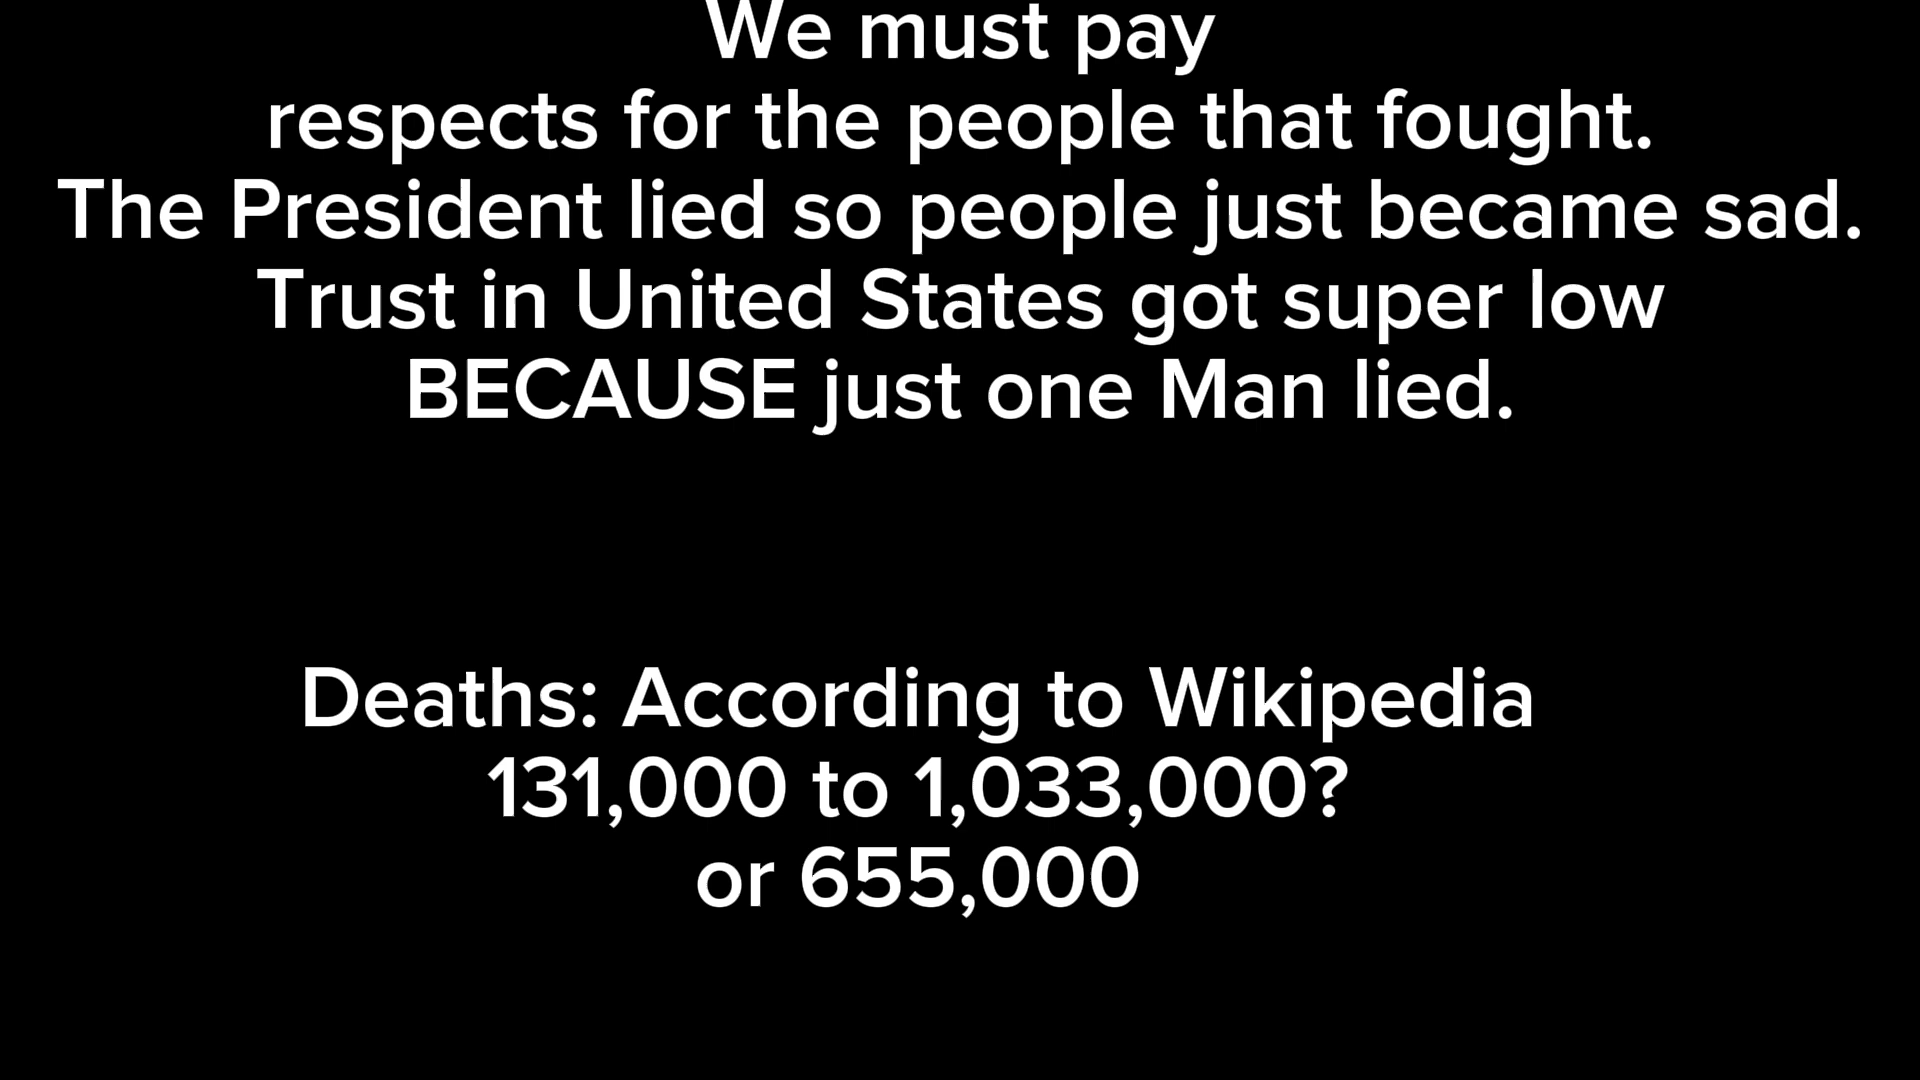 We must pay
respects for the people that fought.
The President lied so people just became sad.
Trust in United States got super low
BECAUSE just one Man lied.
Deaths: According to Wikipedia
131,000 to 1,033,000?
or 655,000